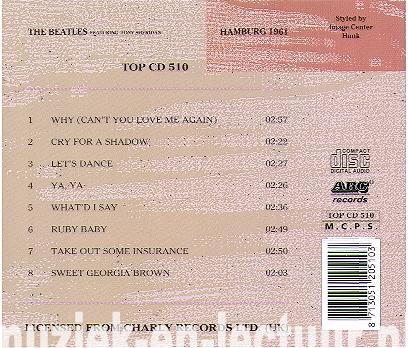 THE BEATLES FEATURING TONY SHERIDAN
HAMBURG 1961
Styled by
Image Center
Hunk
TOP CD 510
1 WHY (CAN'T YOU LOVE ME AGAIN) 02:57
2 CRY FOR A SHADOW 02:22
3 LET'S DANCE 02:27
4 YA, YA 02:26
5 WHAT'D I SAY 02:36
6 RUBY BABY 02:49
7 TAKE OUT SOME INSURANCE 02:50
8 SWEET GEORGIA BROWN 02:03
COMPACT
disc
DIGITAL AUDIO
ARC
records
TOP CD 510
M.C.P.S.
8 713051 205103
LICENSED FROM CHARLY RECORDS LTD. (UK)
muziek-en-lectuur.n